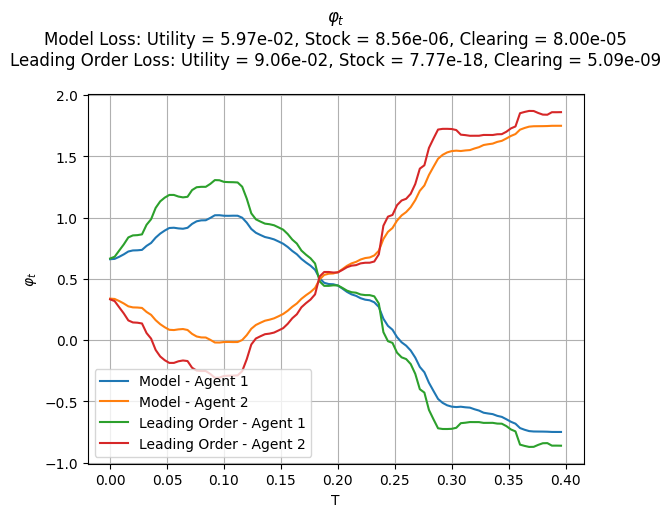 φₜ
Model Loss: Utility = 5.97e-02, Stock = 8.56e-06, Clearing = 8.00e-05
Leading Order Loss: Utility = 9.06e-02, Stock = 7.77e-18, Clearing = 5.09e-09
2.0
1.5
1.0
0.5
0.0
−0.5
−1.0
φₜ
Model - Agent 1
Model - Agent 2
Leading Order - Agent 1
Leading Order - Agent 2
0.00 0.05 0.10 0.15 0.20 0.25 0.30 0.35 0.40
T